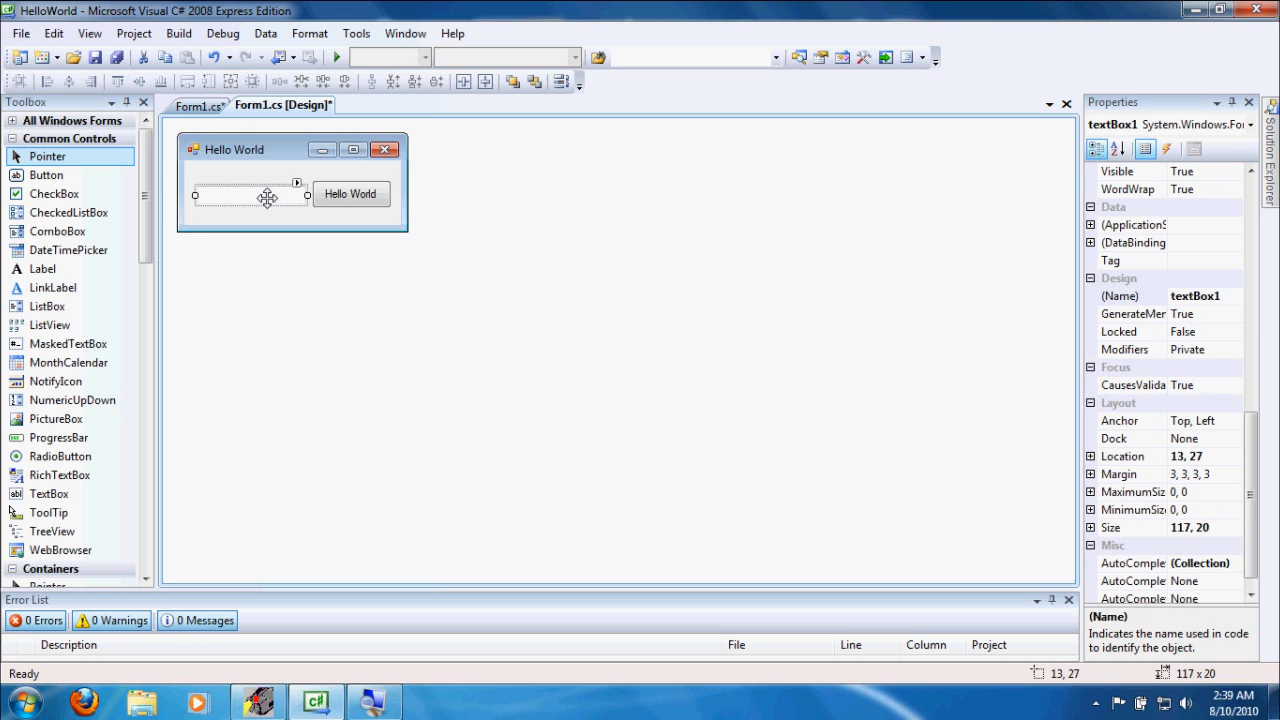 HelloWorld - Microsoft Visual C# 2008 Express Edition
File Edit View Project Build Debug Data Format Tools Window Help
Toolbox
All Windows Forms
Common Controls
Pointer
Button
CheckBox
CheckedListBox
ComboBox
DateTimePicker
Label
LinkLabel
ListBox
ListView
MaskedTextBox
MonthCalendar
NotifyIcon
NumericUpDown
PictureBox
ProgressBar
RadioButton
RichTextBox
TextBox
ToolTip
TreeView
WebBrowser
Containers
Pointer
Form1.cs* Form1.cs [Design]*
Hello World
Hello World
Properties
textBox1 System.Windows.For
Visible True
WordWrap True
Data
(ApplicationS
(DataBinding
Tag
Design
(Name) textBox1
GenerateMen True
Locked False
Modifiers Private
Focus
CausesValida True
Layout
Anchor Top, Left
Dock None
Location 13, 27
Margin 3, 3, 3, 3
MaximumSiz 0, 0
MinimumSize 0, 0
Size 117, 20
Misc
AutoComple (Collection)
AutoComple None
AutoComple None
(Name)
Indicates the name used in code
to identify the object.
Solution Explorer
Error List
0 Errors 0 Warnings 0 Messages
Description File Line Column Project
Ready 13, 27 117 x 20
C#
2:39 AM
8/10/2010